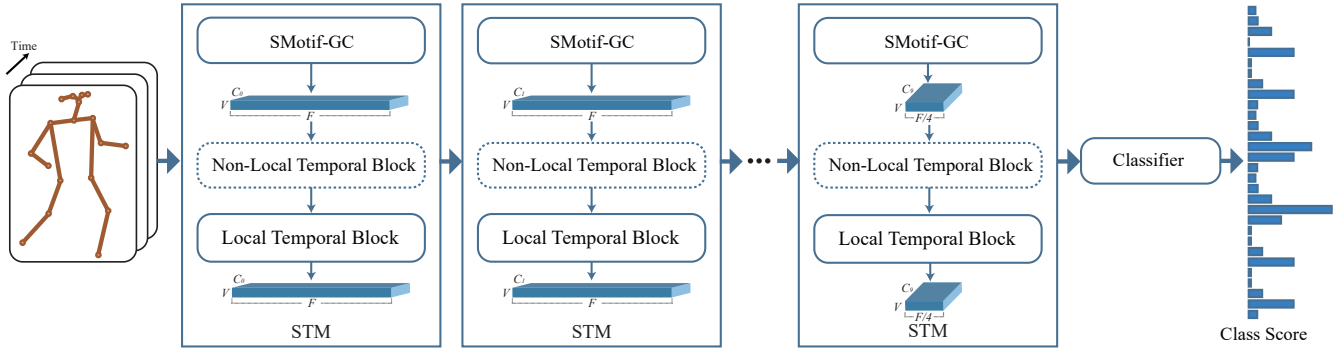 Time
SMotif-GC
C₀
V
F
Non-Local Temporal Block
Local Temporal Block
C₀
V
F
STM
SMotif-GC
C₁
V
F
Non-Local Temporal Block
Local Temporal Block
C₁
V
F
STM
...
SMotif-GC
C₉
V
F/4
Non-Local Temporal Block
Local Temporal Block
C₉
V
F/4
STM
Classifier
Class Score